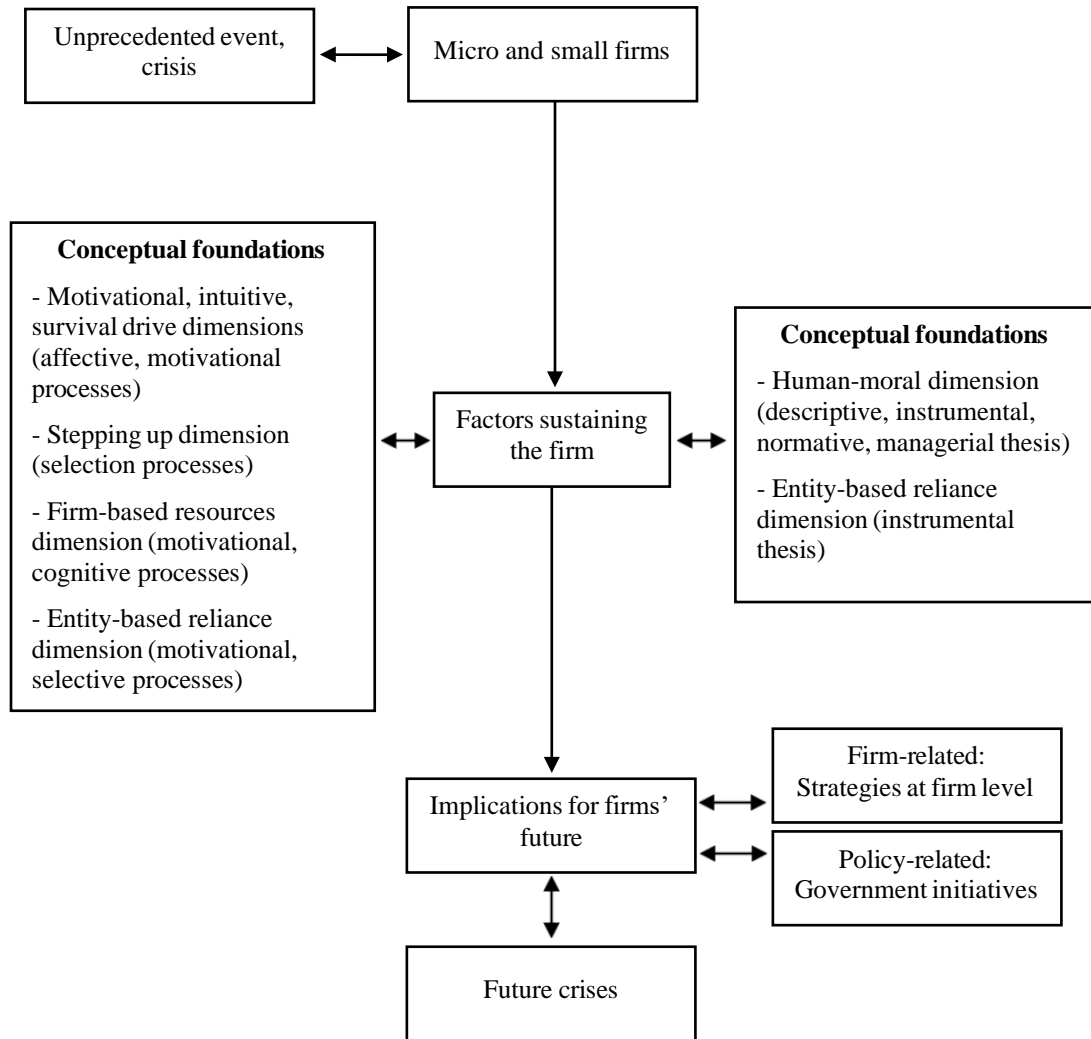 Unprecedented event,
crisis
Micro and small firms
Conceptual foundations
- Motivational, intuitive,
survival drive dimensions
(affective, motivational
processes)
- Stepping up dimension
(selection processes)
- Firm-based resources
dimension (motivational,
cognitive processes)
- Entity-based reliance
dimension (motivational,
selective processes)
Factors sustaining
the firm
Conceptual foundations
- Human-moral dimension
(descriptive, instrumental,
normative, managerial thesis)
- Entity-based reliance
dimension (instrumental
thesis)
Implications for firms’
future
Firm-related:
Strategies at firm level
Policy-related:
Government initiatives
Future crises